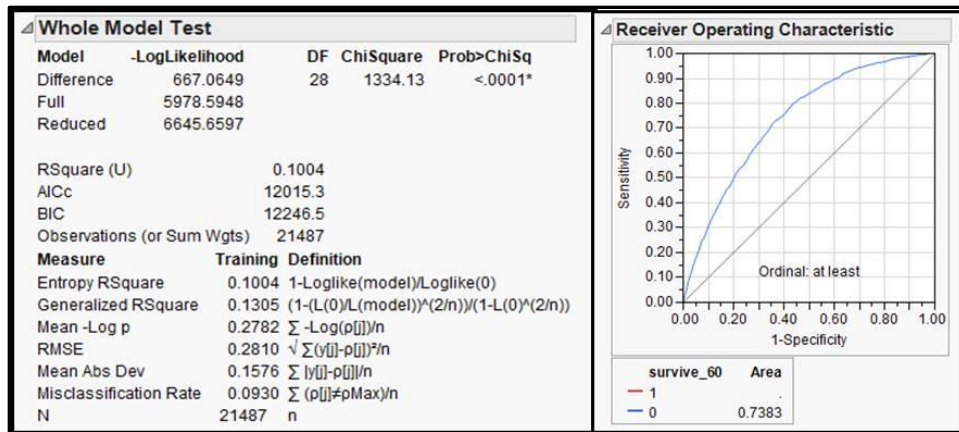 Whole Model Test
Model -LogLikelihood DF ChiSquare Prob>ChiSq
Difference 667.0649 28 1334.13 <.0001*
Full 5978.5948
Reduced 6645.6597
RSquare (U) 0.1004
AICc 12015.3
BIC 12246.5
Observations (or Sum Wgts) 21487
Measure Training Definition
Entropy RSquare 0.1004 1-Loglike(model)/Loglike(0)
Generalized RSquare 0.1305 (1-(L(0)/L(model))^(2/n))/(1-L(0)^(2/n))
Mean -Log p 0.2782 ∑ -Log(ρ[j])/n
RMSE 0.2810 √ ∑(y[j]-ρ[j])²/n
Mean Abs Dev 0.1576 ∑ |y[j]-ρ[j]|/n
Misclassification Rate 0.0930 ∑ (ρ[j]≠ρMax)/n
N 21487 n
Receiver Operating Characteristic
1.00
0.90
0.80
0.70
0.60
0.50
0.40
0.30
0.20
0.10
0.00
Sensitivity
Ordinal: at least
0.00 0.20 0.40 0.60 0.80 1.00
1-Specificity
survive_60 Area
1 .
0 0.7383